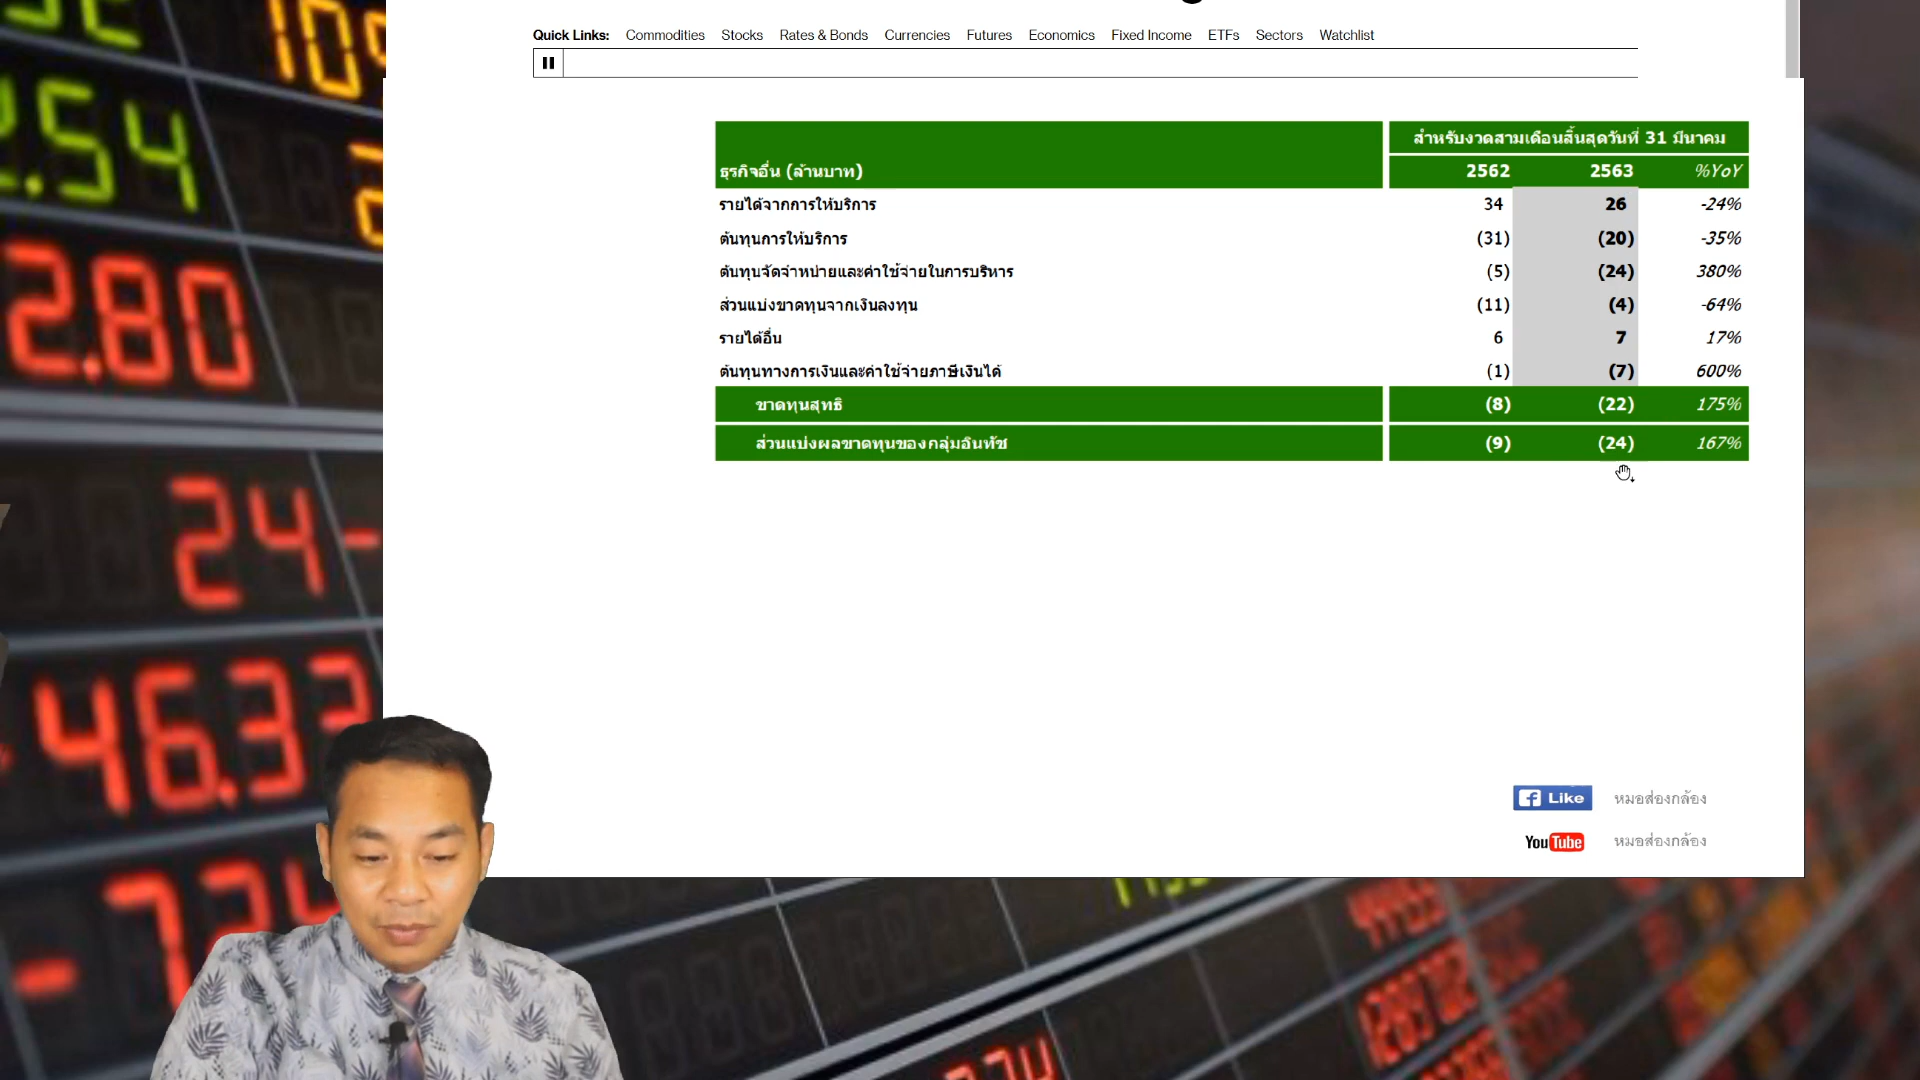 Quick Links: Commodities Stocks Rates & Bonds Currencies Futures Economics Fixed Income ETFs Sectors Watchlist
สำหรับงวดสามเดือนสิ้นสุดวันที่ 31 มีนาคม
ธุรกิจอื่น (ล้านบาท) 2562 2563 %YoY
รายได้จากการให้บริการ 34 26 -24%
ต้นทุนการให้บริการ (31) (20) -35%
ต้นทุนจัดจำหน่ายและค่าใช้จ่ายในการบริหาร (5) (24) 380%
ส่วนแบ่งขาดทุนจากเงินลงทุน (11) (4) -64%
รายได้อื่น 6 7 17%
ต้นทุนทางการเงินและค่าใช้จ่ายภาษีเงินได้ (1) (7) 600%
ขาดทุนสุทธิ (8) (22) 175%
ส่วนแบ่งผลขาดทุนของกลุ่มอินทัช (9) (24) 167%
2.54
2.80
24-
46.33
-7.24
Like หมอส่องกล้อง
YouTube หมอส่องกล้อง